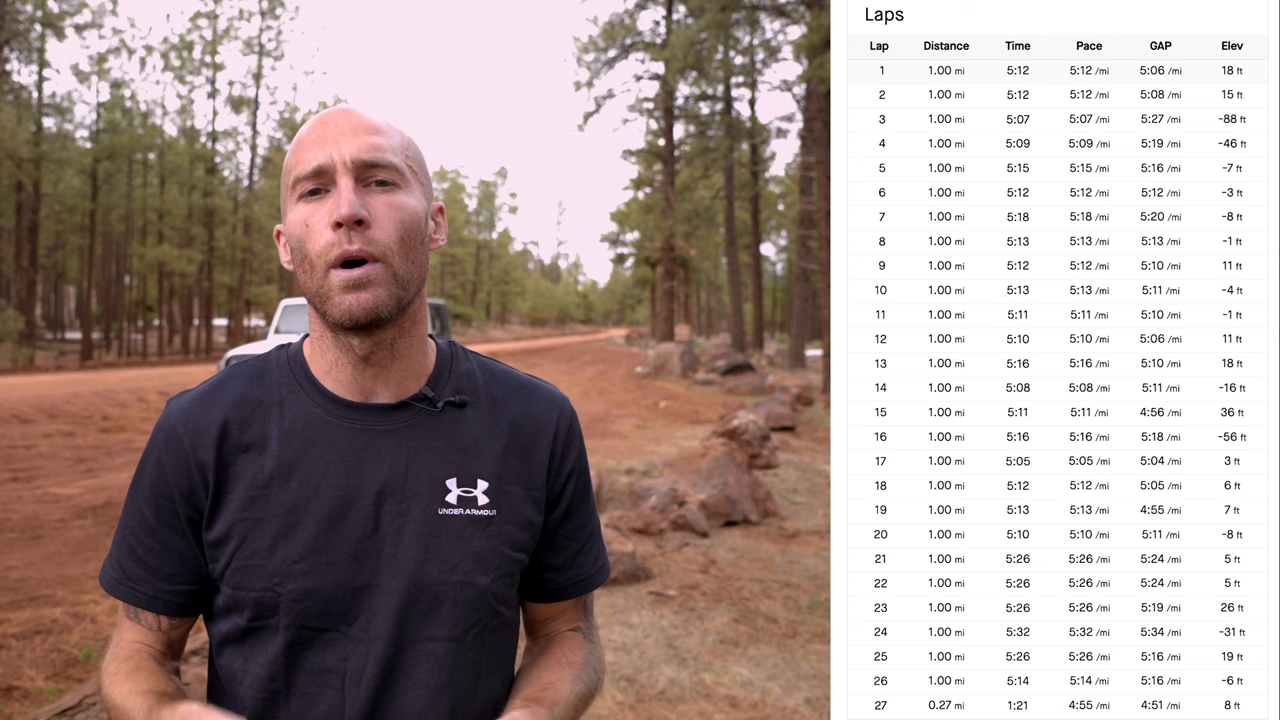 Laps
Lap Distance Time Pace GAP Elev
1 1.00 mi 5:12 5:12 /mi 5:06 /mi 18 ft
2 1.00 mi 5:12 5:12 /mi 5:08 /mi 15 ft
3 1.00 mi 5:07 5:07 /mi 5:27 /mi -88 ft
4 1.00 mi 5:09 5:09 /mi 5:19 /mi -46 ft
5 1.00 mi 5:15 5:15 /mi 5:16 /mi -7 ft
6 1.00 mi 5:12 5:12 /mi 5:12 /mi -3 ft
7 1.00 mi 5:18 5:18 /mi 5:20 /mi -8 ft
8 1.00 mi 5:13 5:13 /mi 5:13 /mi -1 ft
9 1.00 mi 5:12 5:12 /mi 5:10 /mi 11 ft
10 1.00 mi 5:13 5:13 /mi 5:11 /mi -4 ft
11 1.00 mi 5:11 5:11 /mi 5:10 /mi -1 ft
12 1.00 mi 5:10 5:10 /mi 5:06 /mi 11 ft
13 1.00 mi 5:16 5:16 /mi 5:10 /mi 18 ft
14 1.00 mi 5:08 5:08 /mi 5:11 /mi -16 ft
15 1.00 mi 5:11 5:11 /mi 4:56 /mi 36 ft
16 1.00 mi 5:16 5:16 /mi 5:18 /mi -56 ft
17 1.00 mi 5:05 5:05 /mi 5:04 /mi 3 ft
18 1.00 mi 5:12 5:12 /mi 5:05 /mi 6 ft
19 1.00 mi 5:13 5:13 /mi 4:55 /mi 7 ft
20 1.00 mi 5:10 5:10 /mi 5:11 /mi -8 ft
21 1.00 mi 5:26 5:26 /mi 5:24 /mi 5 ft
22 1.00 mi 5:26 5:26 /mi 5:24 /mi 5 ft
23 1.00 mi 5:26 5:26 /mi 5:19 /mi 26 ft
24 1.00 mi 5:32 5:32 /mi 5:34 /mi -31 ft
25 1.00 mi 5:26 5:26 /mi 5:16 /mi 19 ft
26 1.00 mi 5:14 5:14 /mi 5:16 /mi -6 ft
27 0.27 mi 1:21 4:55 /mi 4:51 /mi 8 ft
UNDER ARMOUR